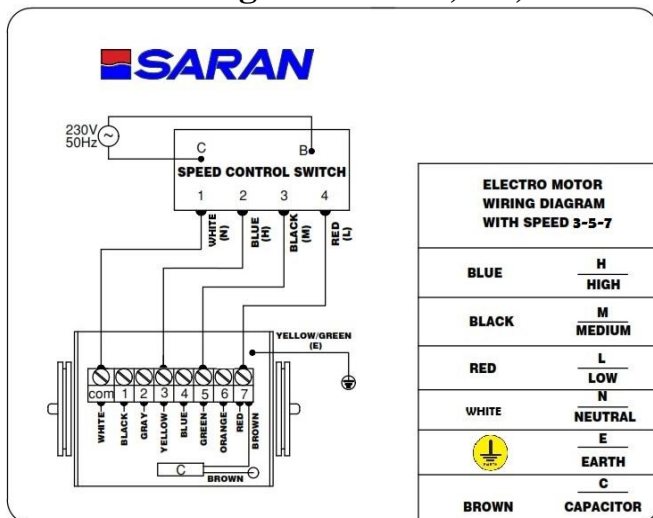 SARAN
230V
50Hz
C
B
SPEED CONTROL SWITCH
1 2 3 4
WHITE
(N)
BLUE
(H)
BLACK
(M)
RED
(L)
YELLOW/GREEN
(E)
com 1 2 3 4 5 6 7
WHITE
BLACK
GRAY
YELLOW
BLUE
GREEN
ORANGE
RED
BROWN
C
BROWN
ELECTRO MOTOR
WIRING DIAGRAM
WITH SPEED 3-5-7
BLUE
H
HIGH
BLACK
M
MEDIUM
RED
L
LOW
WHITE
N
NEUTRAL
E
EARTH
BROWN
C
CAPACITOR